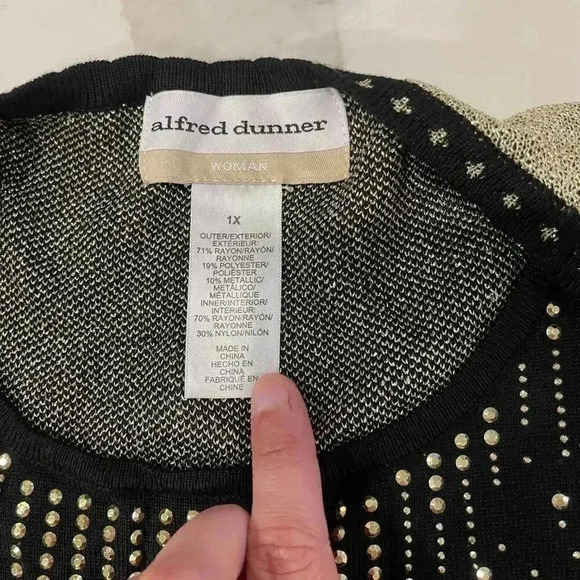 alfred dunner
WOMAN
1X
OUTER/EXTERIOR/
EXTÉRIEUR:
71% RAYON/RAYÓN/
RAYONNE
19% POLYESTER/
POLIÉSTER
10% METALLIC/
METÁLICO/
MÉTALLIQUE
INNER/INTERIOR/
INTÉRIEUR:
70% RAYON/RAYÓN/
RAYONNE
30% NYLON/NILÓN
MADE IN
CHINA
HECHO EN
CHINA
FABRIQUÉ EN
CHINE